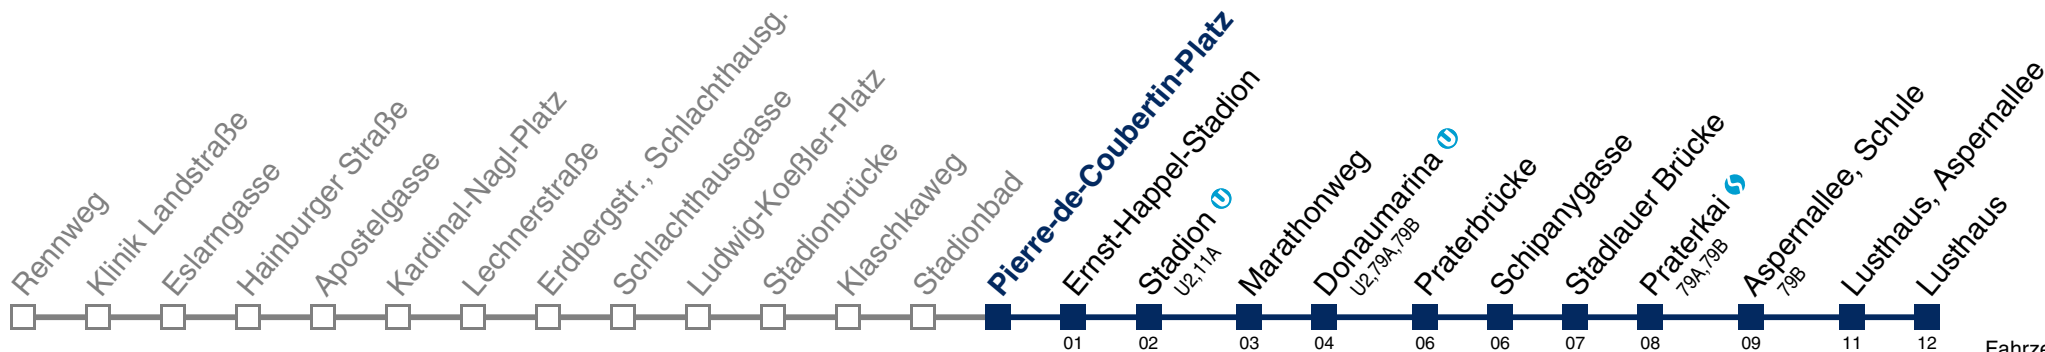 Rennweg
Klinik Landstraße
Eslarngasse
Hainburger Straße
Apostelgasse
Kardinal-Nagl-Platz
Lechnerstraße
Erdbergstr., Schlachthausg.
Schlachthausgasse
Ludwig-Koeßler-Platz
Stadionbrücke
Klaschkaweg
Stadionbad
Pierre-de-Coubertin-Platz
Ernst-Happel-Stadion
Stadion U
U2,11A
Marathonweg
Donaumarina U
U2,79A,79B
Praterbrücke
Schipanygasse
Stadlauer Brücke
Praterkai S
79A,79B
Aspernallee, Schule
79B
Lusthaus, Aspernallee
Lusthaus
01 02 03 04 06 06 07 08 09 11 12